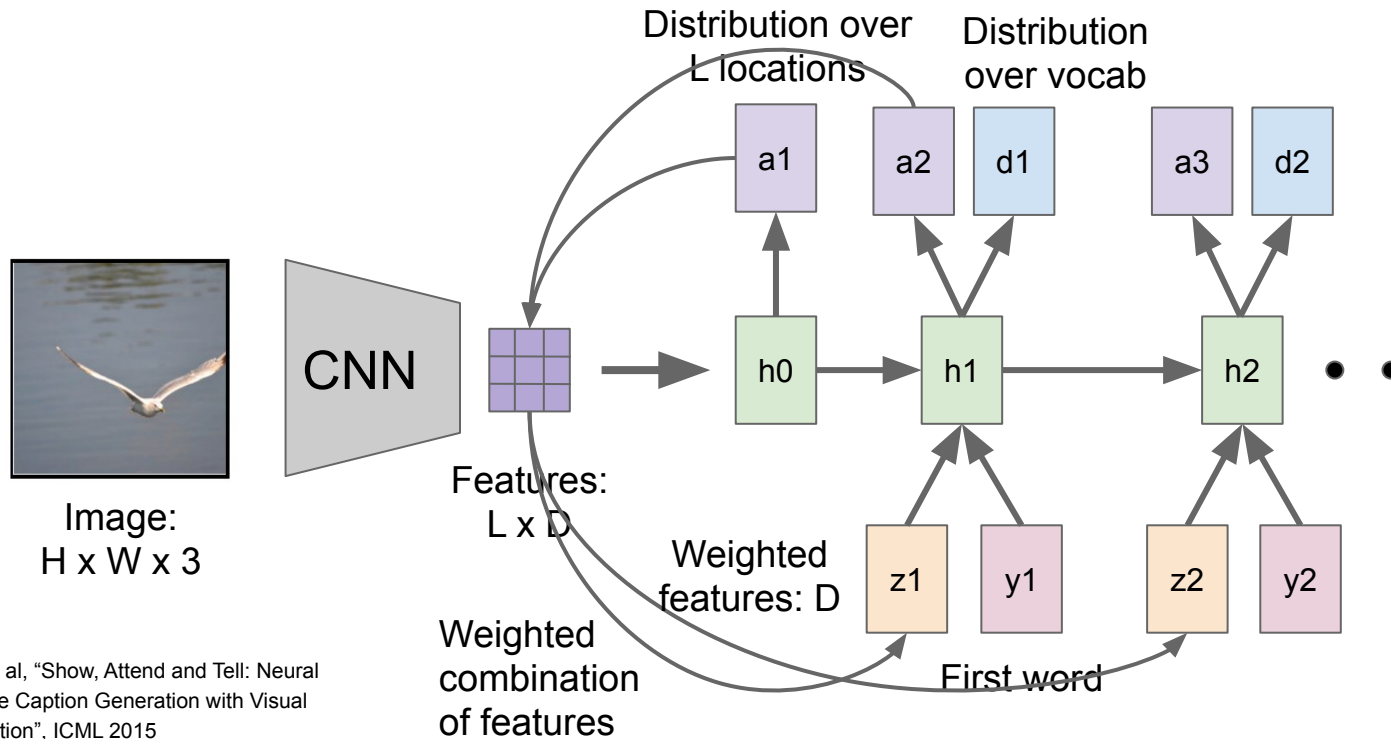 Distribution over
L locations
Distribution
over vocab
a1
a2
d1
a3
d2
CNN
h0
h1
h2
Features:
L x D
Image:
H x W x 3
Weighted
features: D
z1
y1
z2
y2
Weighted
combination
of features
First word
al, “Show, Attend and Tell: Neural
e Caption Generation with Visual
tion”, ICML 2015